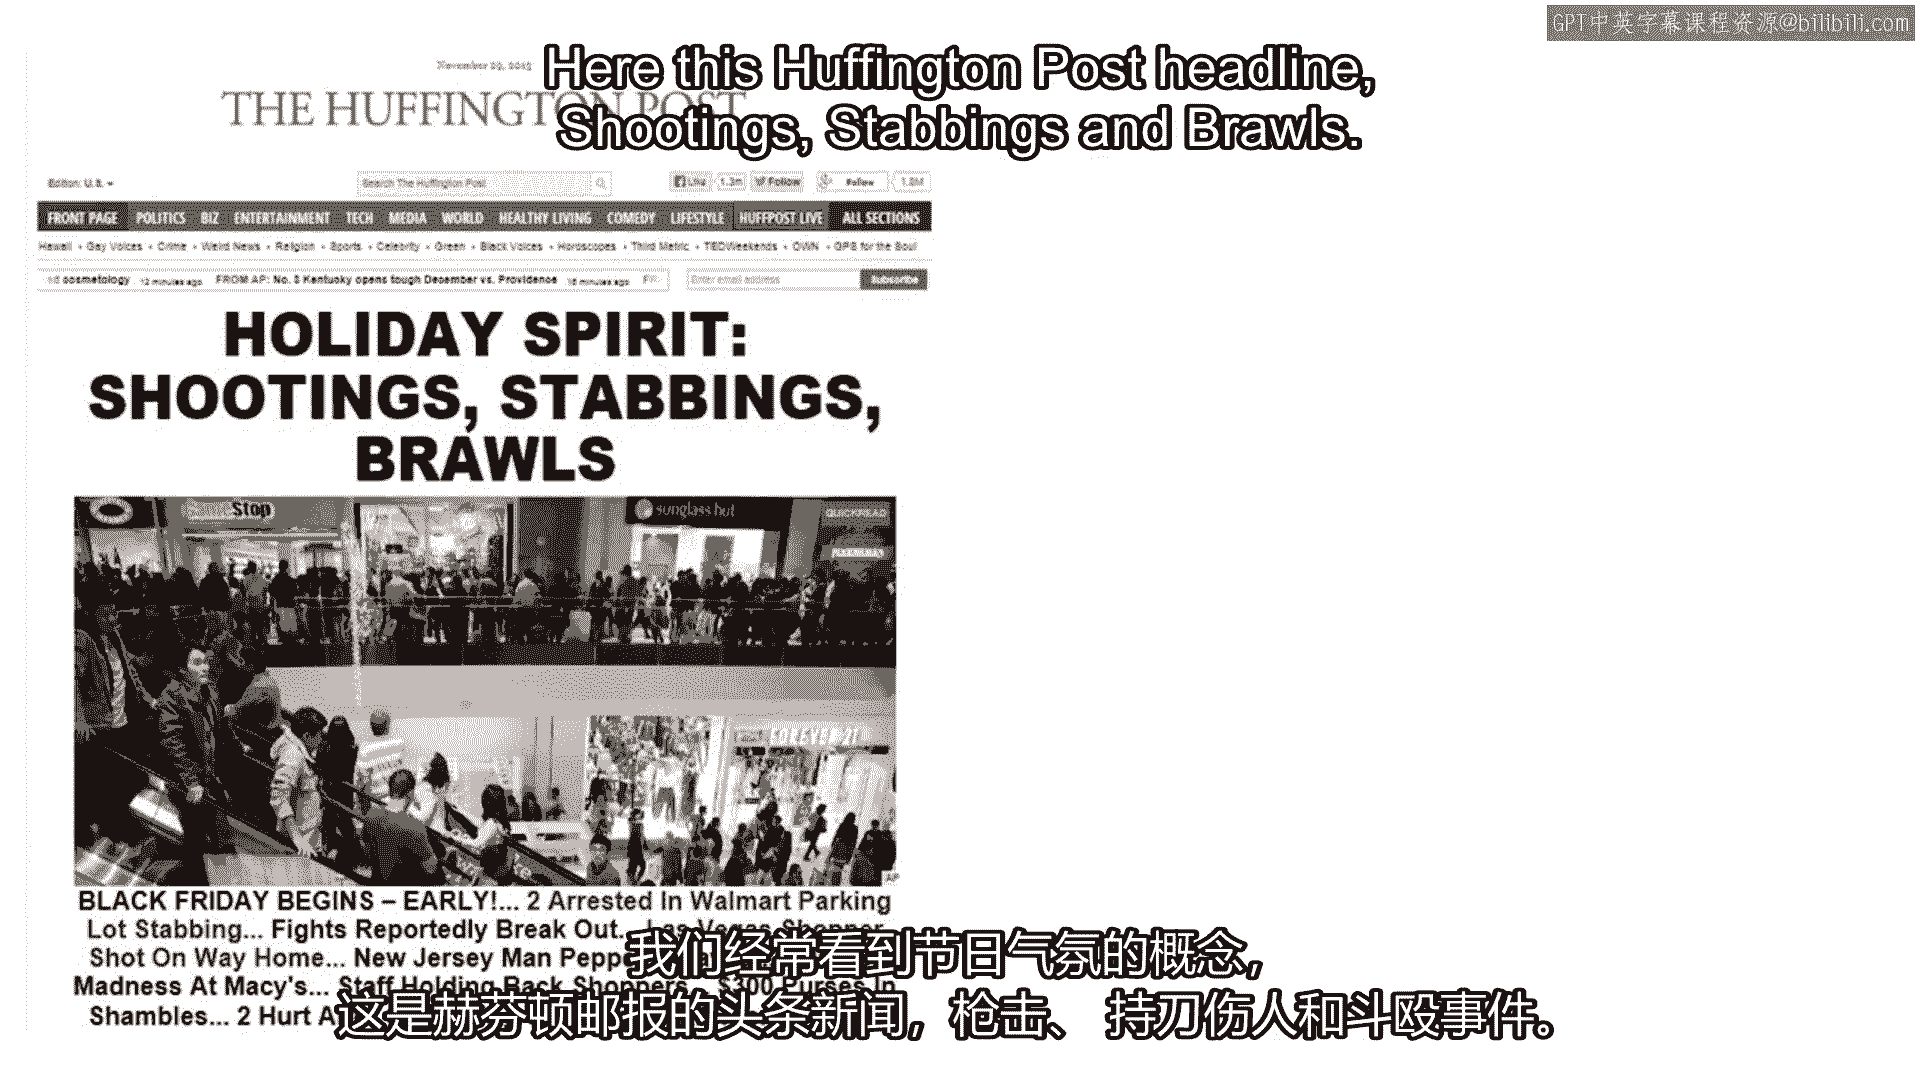 GPT中英字幕课程资源@bilibili.com
Here this Huffington Post headline,
Shootings, Stabbings and Brawls.
November 29, 2013
THE HUFFINGTON POST
Edition: U.S.
Search The Huffington Post
Like 1.2m Follow Follow 1.8M
FRONT PAGE POLITICS BIZ ENTERTAINMENT TECH MEDIA WORLD HEALTHY LIVING COMEDY LIFESTYLE HUFFPOST LIVE ALL SECTIONS
Hawaii • Gay Voices • Crime • Weird News • Religion • Sports • Celebrity • Green • Black Voices • Horoscopes • Third Metric • TEDWeekends • OWN • GPS for the Soul
cosmetology 12 minutes ago FROM AP: No. 3 Kentucky opens tough December vs. Providence 18 minutes ago
Enter email address Subscribe
HOLIDAY SPIRIT:
SHOOTINGS, STABBINGS,
BRAWLS
Stop
sunglass hut
QUICKREAD
FOREVER 21
AP
BLACK FRIDAY BEGINS – EARLY!... 2 Arrested In Walmart Parking
Lot Stabbing... Fights Reportedly Break Out... Las Vegas Shopper
Shot On Way Home... New Jersey Man
Madness At Macy's... Staff Holding Back Shoppers... $300 Purses In
Shambles... 2 Hurt
我们经常看到节日气氛的概念，
这是赫芬顿邮报的头条新闻，枪击、 持刀伤人和斗殴事件。